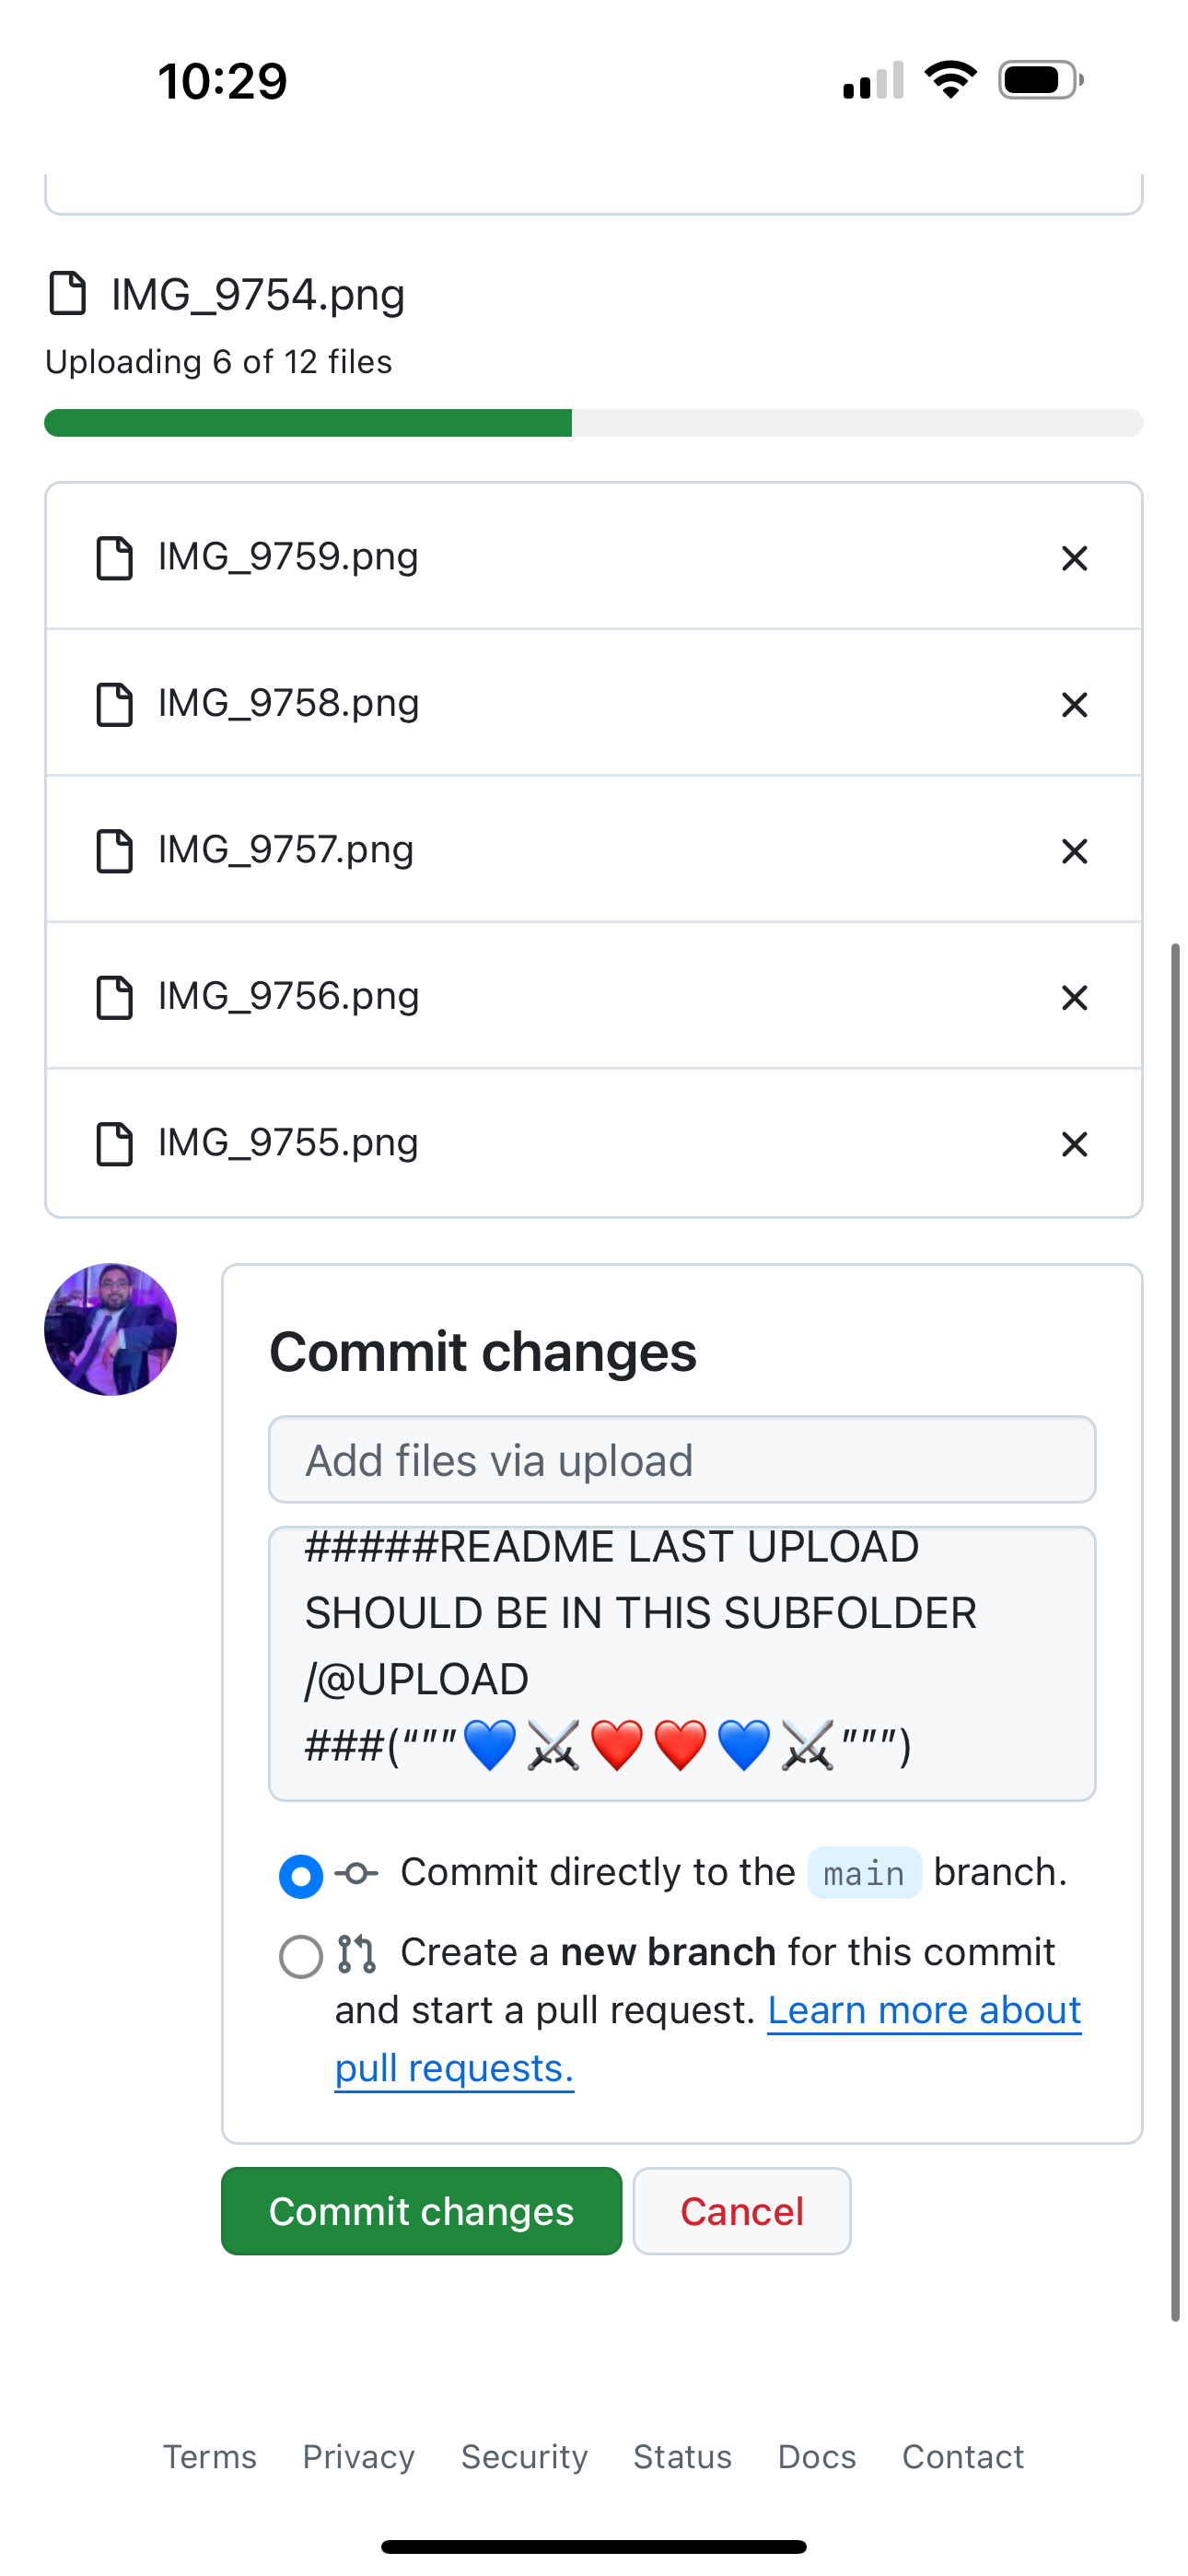 10:29
IMG_9754.png
Uploading 6 of 12 files
IMG_9759.png
IMG_9758.png
IMG_9757.png
IMG_9756.png
IMG_9755.png
Commit changes
Add files via upload
#####README LAST UPLOAD
SHOULD BE IN THIS SUBFOLDER
/@UPLOAD
###(“””💙⚔️❤️❤️💙⚔️”””)
Commit directly to the main branch.
Create a new branch for this commit
and start a pull request. Learn more about
pull requests.
Commit changes Cancel
Terms Privacy Security Status Docs Contact